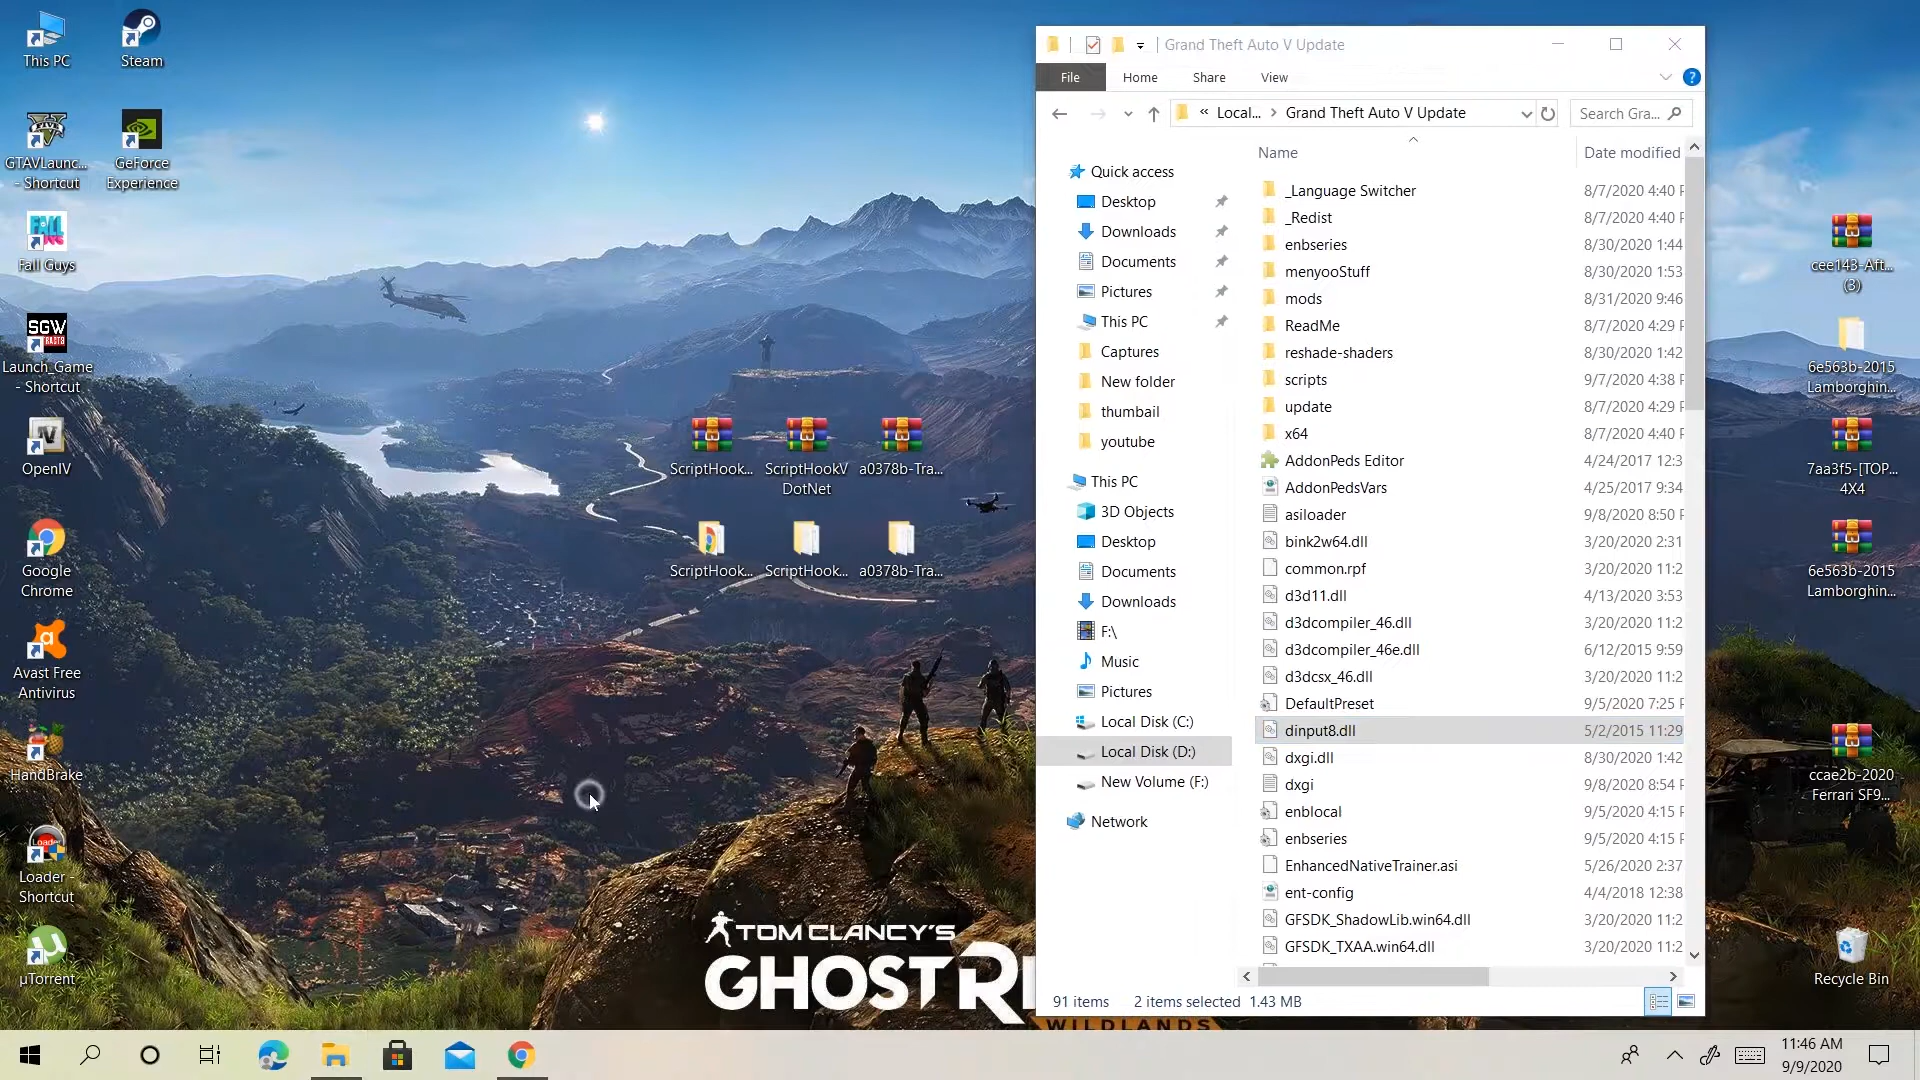 This PC
Steam
GTAVLaunc...
- Shortcut
GeForce
Experience
Fall Guys
Launch_Game
- Shortcut
OpenIV
Google
Chrome
Avast Free
Antivirus
HandBrake
Loader -
Shortcut
µTorrent
ScriptHook...
ScriptHookV
DotNet
a0378b-Tra...
ScriptHook...
ScriptHook...
a0378b-Tra...
TOM CLANCY'S
GHOST R
WILDLANDS
Grand Theft Auto V Update
File
Home
Share
View
« Local... > Grand Theft Auto V Update
Search Gra...
Quick access
Desktop
Downloads
Documents
Pictures
This PC
Captures
New folder
thumbail
youtube
This PC
3D Objects
Desktop
Documents
Downloads
F:\
Music
Pictures
Local Disk (C:)
Local Disk (D:)
New Volume (F:)
Network
Name Date modified
_Language Switcher 8/7/2020 4:40 P
_Redist 8/7/2020 4:40 P
enbseries 8/30/2020 1:44
menyooStuff 8/30/2020 1:53
mods 8/31/2020 9:46
ReadMe 8/7/2020 4:29 P
reshade-shaders 8/30/2020 1:42
scripts 9/7/2020 4:38 P
update 8/7/2020 4:29 P
x64 8/7/2020 4:40 P
AddonPeds Editor 4/24/2017 12:3
AddonPedsVars 4/25/2017 9:34
asiloader 9/8/2020 8:50 P
bink2w64.dll 3/20/2020 2:31
common.rpf 3/20/2020 11:2
d3d11.dll 4/13/2020 3:53
d3dcompiler_46.dll 3/20/2020 11:2
d3dcompiler_46e.dll 6/12/2015 9:59
d3dcsx_46.dll 3/20/2020 11:2
DefaultPreset 9/5/2020 7:25 P
dinput8.dll 5/2/2015 11:29
dxgi.dll 8/30/2020 1:42
dxgi 9/8/2020 8:54 P
enblocal 9/5/2020 4:15 P
enbseries 9/5/2020 4:15 P
EnhancedNativeTrainer.asi 5/26/2020 2:37
ent-config 4/4/2018 12:38
GFSDK_ShadowLib.win64.dll 3/20/2020 11:2
GFSDK_TXAA.win64.dll 3/20/2020 11:2
91 items 2 items selected 1.43 MB
cee143-Aft...
(3)
6e563b-2015
Lamborghin...
7aa3f5-[TOP...
4X4
6e563b-2015
Lamborghin...
ccae2b-2020
Ferrari SF9...
Recycle Bin
11:46 AM
9/9/2020